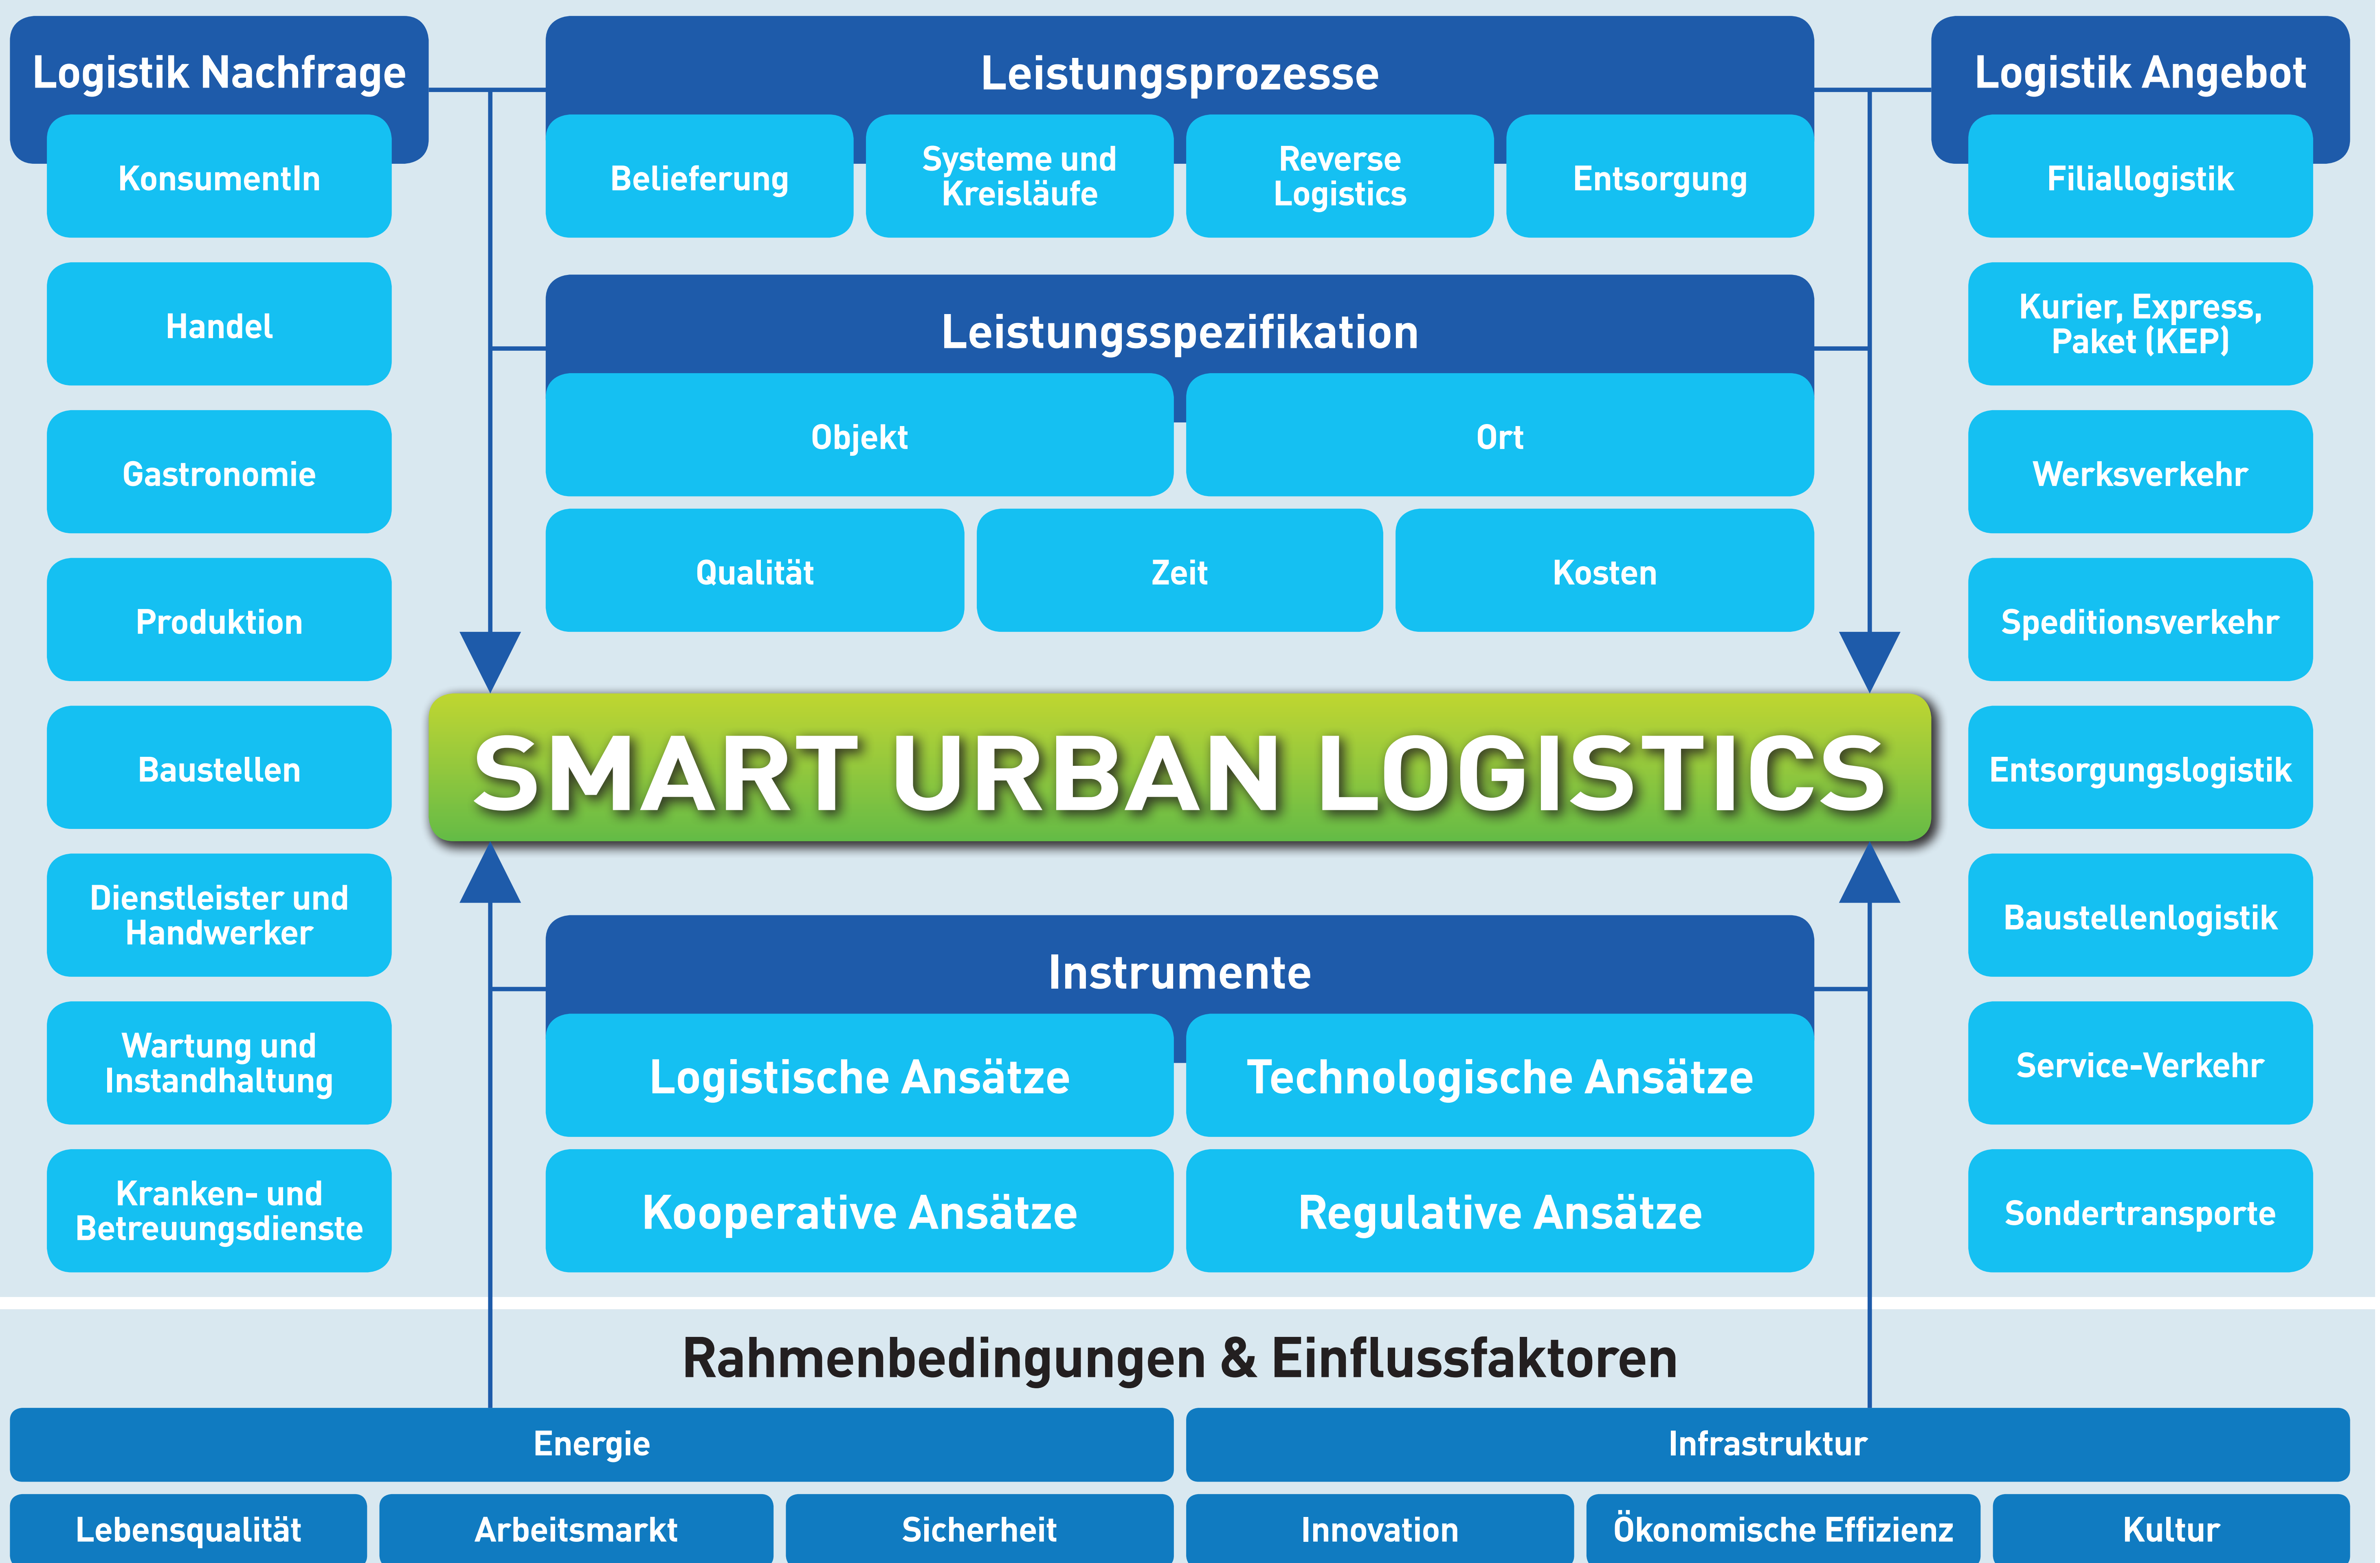 Logistik Nachfrage
KonsumentIn
Handel
Gastronomie
Produktion
Baustellen
Dienstleister und
Handwerker
Wartung und
Instandhaltung
Kranken- und
Betreuungsdienste
Leistungsprozesse
Belieferung
Systeme und
Kreisläufe
Reverse
Logistics
Entsorgung
Leistungsspezifikation
Objekt
Ort
Qualität
Zeit
Kosten
SMART URBAN LOGISTICS
Instrumente
Logistische Ansätze
Technologische Ansätze
Kooperative Ansätze
Regulative Ansätze
Logistik Angebot
Filiallogistik
Kurier, Express,
Paket (KEP)
Werksverkehr
Speditionsverkehr
Entsorgungslogistik
Baustellenlogistik
Service-Verkehr
Sondertransporte
Rahmenbedingungen & Einflussfaktoren
Energie
Infrastruktur
Lebensqualität
Arbeitsmarkt
Sicherheit
Innovation
Ökonomische Effizienz
Kultur